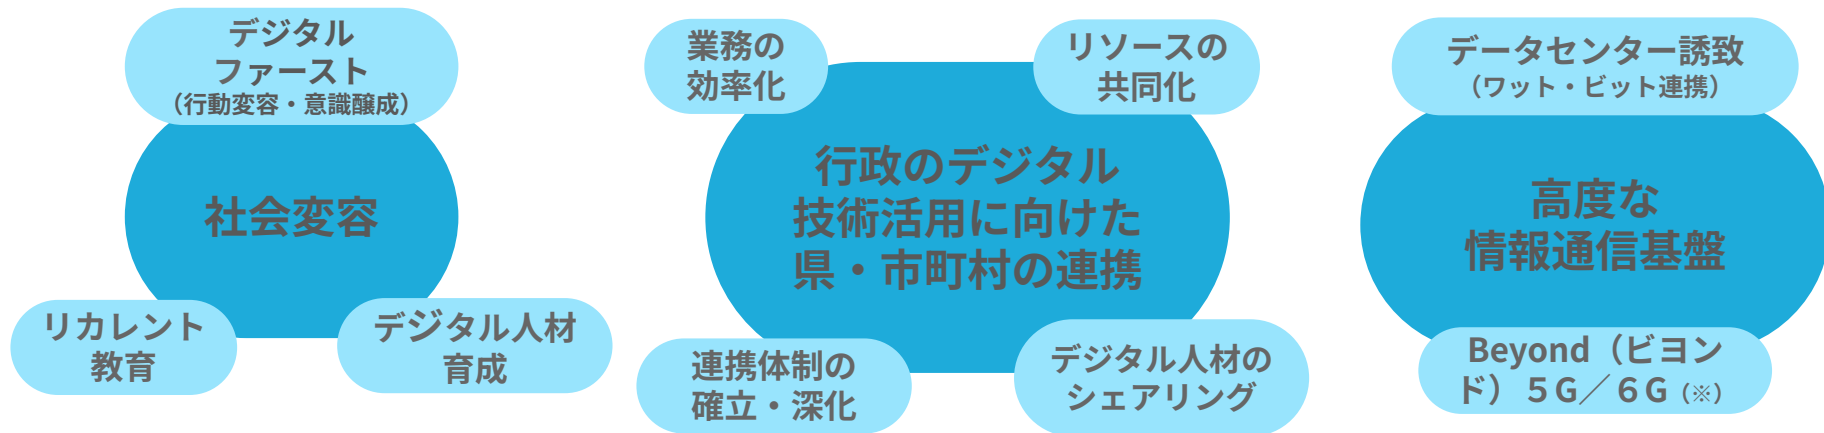 デジタル
ファースト
（行動変容・意識醸成）
社会変容
リカレント
教育
デジタル人材
育成
業務の
効率化
リソースの
共同化
行政のデジタル
技術活用に向けた
県・市町村の連携
連携体制の
確立・深化
デジタル人材の
シェアリング
データセンター誘致
（ワット・ビット連携）
高度な
情報通信基盤
Beyond（ビヨン
ド）５Ｇ／６Ｇ（※）